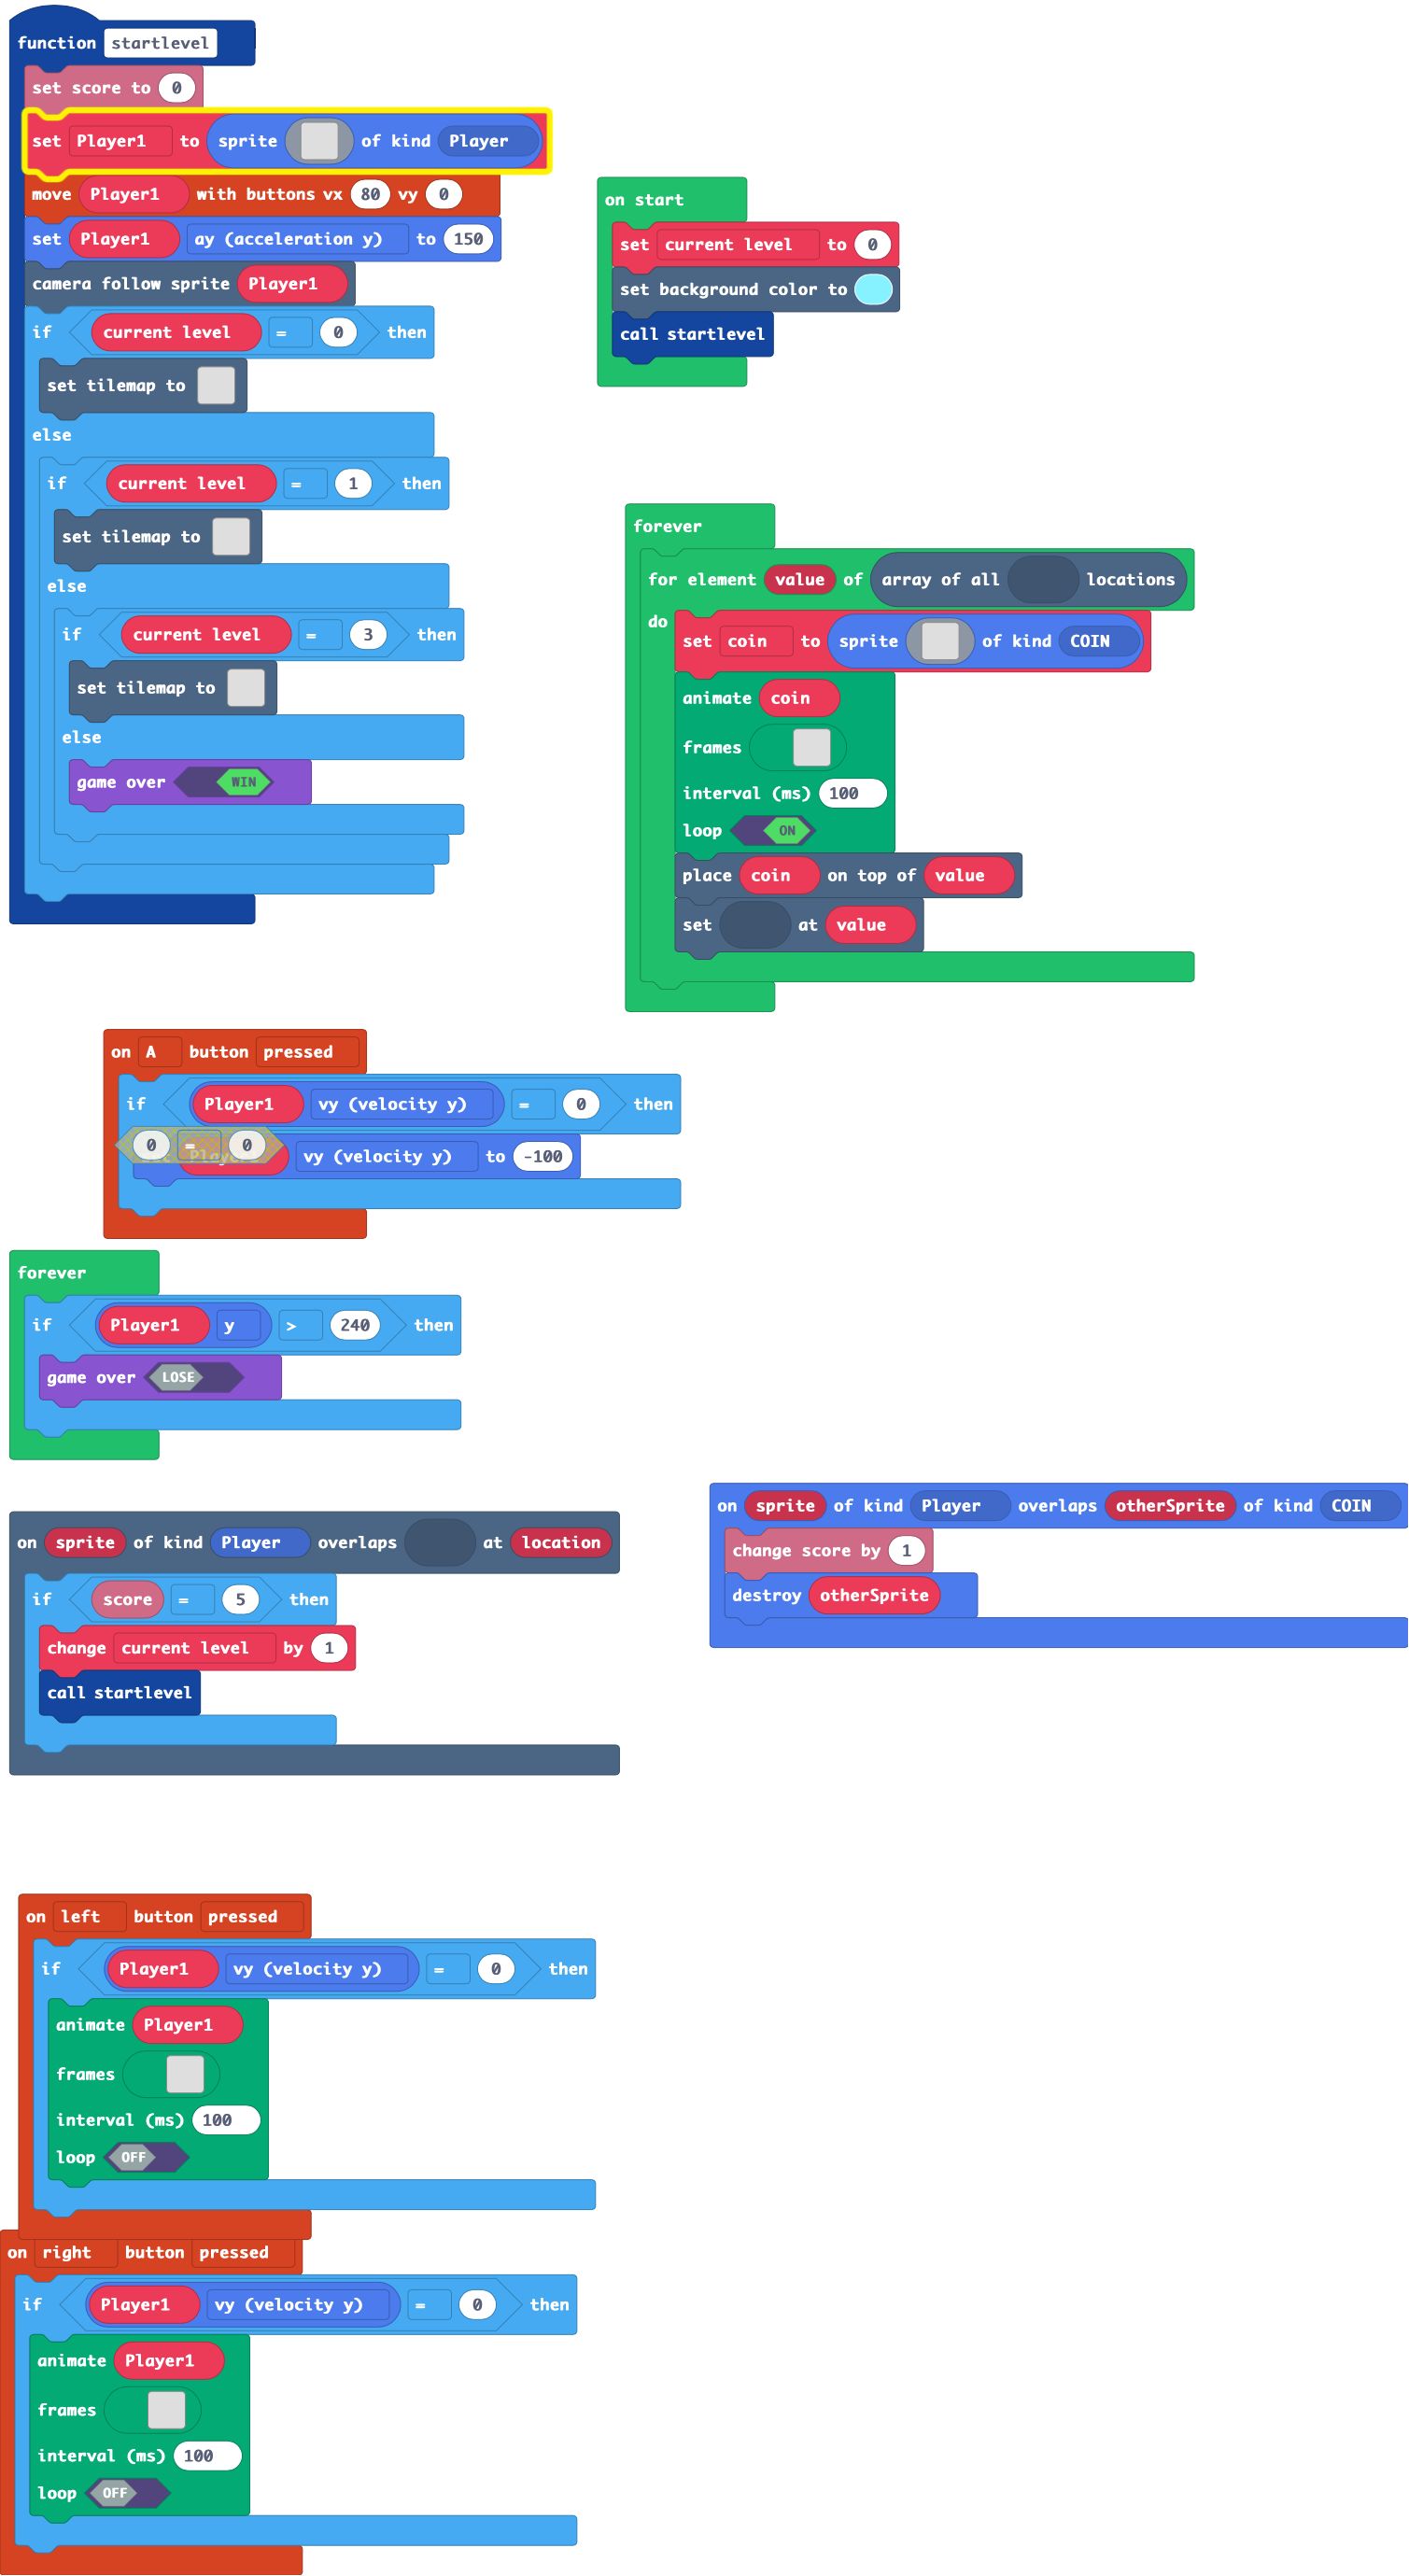 function startlevel
set score to 0
set Player1 to sprite of kind Player
move Player1 with buttons vx 80 vy 0
set Player1 ay (acceleration y) to 150
camera follow sprite Player1
if current level = 0 then
set tilemap to
else
if current level = 1 then
set tilemap to
else
if current level = 3 then
set tilemap to
else
game over WIN
on start
set current level to 0
set background color to
call startlevel
forever
for element value of array of all locations
do
set coin to sprite of kind COIN
animate coin
frames
interval (ms) 100
loop ON
place coin on top of value
set at value
on A button pressed
if Player1 vy (velocity y) = 0 then
0 = 0
vy (velocity y) to -100
forever
if Player1 y > 240 then
game over LOSE
on sprite of kind Player overlaps at location
if score = 5 then
change current level by 1
call startlevel
on sprite of kind Player overlaps otherSprite of kind COIN
change score by 1
destroy otherSprite
on left button pressed
if Player1 vy (velocity y) = 0 then
animate Player1
frames
interval (ms) 100
loop OFF
on right button pressed
if Player1 vy (velocity y) = 0 then
animate Player1
frames
interval (ms) 100
loop OFF